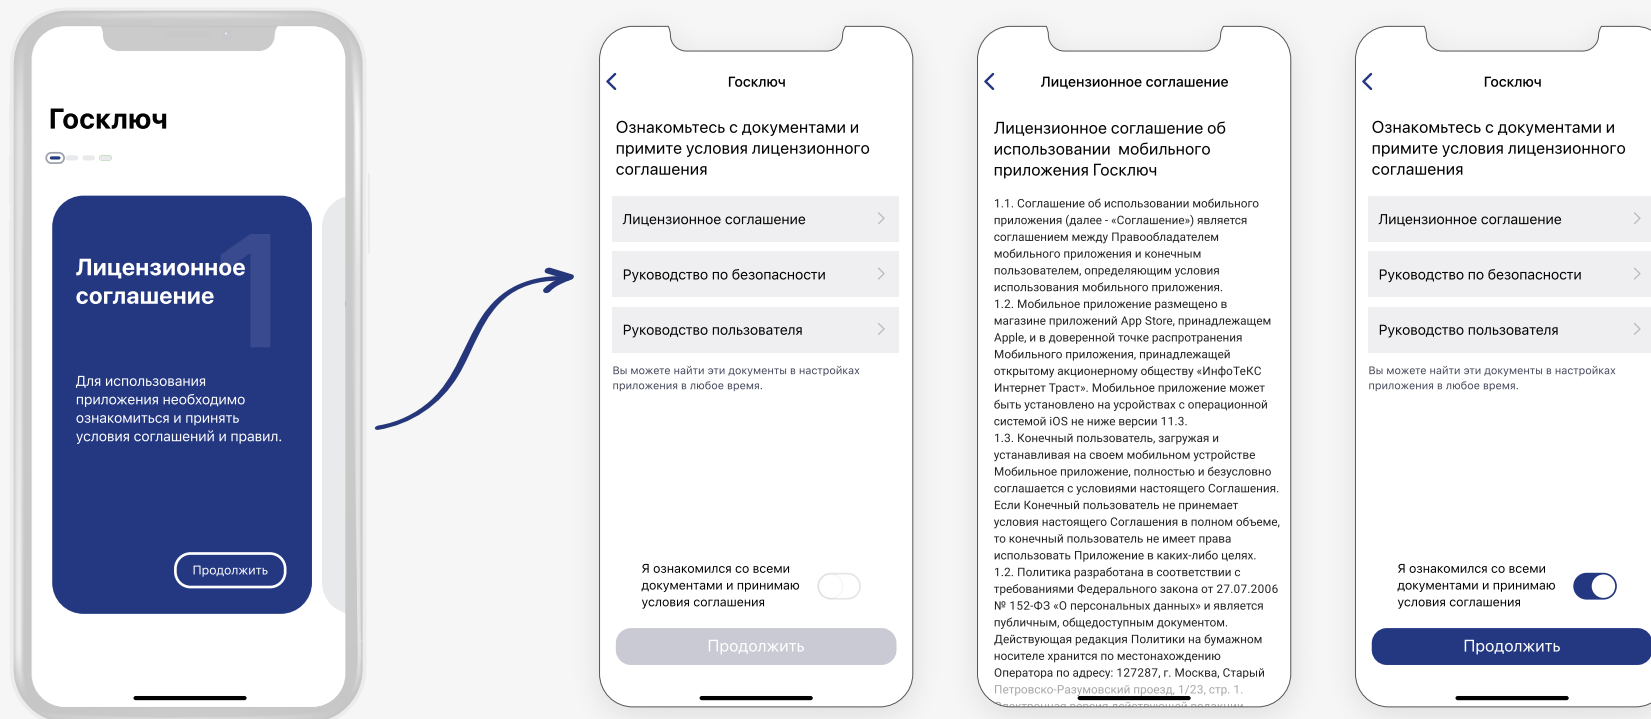 Госключ
1
Лицензионное
соглашение
Для использования
приложения необходимо
ознакомиться и принять
условия соглашений и правил.
Продолжить
Госключ
Ознакомьтесь с документами и
примите условия лицензионного
соглашения
Лицензионное соглашение
Руководство по безопасности
Руководство пользователя
Вы можете найти эти документы в настройках
приложения в любое время.
Я ознакомился со всеми
документами и принимаю
условия соглашения
Продолжить
Лицензионное соглашение
Лицензионное соглашение об
использовании мобильного
приложения Госключ
1.1. Соглашение об использовании мобильного
приложения (далее - «Соглашение») является
соглашением между Правообладателем
мобильного приложения и конечным
пользователем, определяющим условия
использования мобильного приложения.
1.2. Мобильное приложение размещено в
магазине приложений App Store, принадлежащем
Apple, и в доверенной точке распротранения
Мобильного приложения, принадлежащей
открытому акционерному обществу «ИнфоТеКС
Интернет Траст». Мобильное приложение может
быть установлено на усройствах с операционной
системой iOS не ниже версии 11.3.
1.3. Конечный пользователь, загружая и
устанавливая на своем мобильном устройстве
Мобильное приложение, полностью и безусловно
соглашается с условиями настоящего Соглашения.
Если Конечный пользователь не принемает
условия настоящего Соглашения в полном объеме,
то конечный пользователь не имеет права
использовать Приложение в каких-либо целях.
1.2. Политика разработана в соответствии с
требованиями Федерального закона от 27.07.2006
№ 152-ФЗ «О персональных данных» и является
публичным, общедоступным документом.
Действующая редакция Политики на бумажном
носителе хранится по местонахождению
Оператора по адресу: 127287, г. Москва, Старый
Петровско-Разумовский проезд, 1/23, стр. 1.
Электронная версия действующей редакции
Госключ
Ознакомьтесь с документами и
примите условия лицензионного
соглашения
Лицензионное соглашение
Руководство по безопасности
Руководство пользователя
Вы можете найти эти документы в настройках
приложения в любое время.
Я ознакомился со всеми
документами и принимаю
условия соглашения
Продолжить